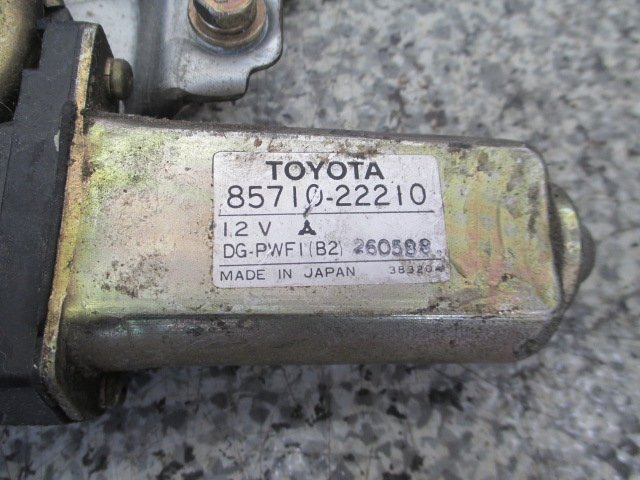 TOYOTA
85710-22210
12 V A
DG-PWF1(B2) 260588
MADE IN JAPAN 38320